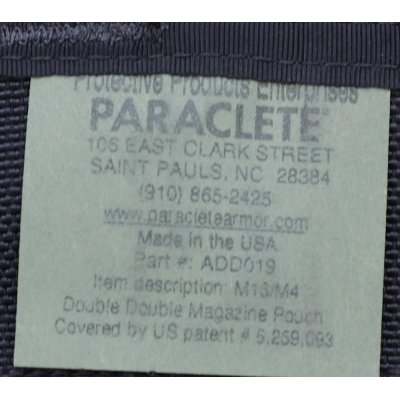 Protective Products Enterprises
PARACLETE
106 EAST CLARK STREET
SAINT PAULS, NC 28384
(910) 865-2425
www.paracletearmor.com
Made in the USA
Part #: ADD019
Item description: M16/M4
Double Double Magazine Pouch
Covered by US patent # 5,259,093